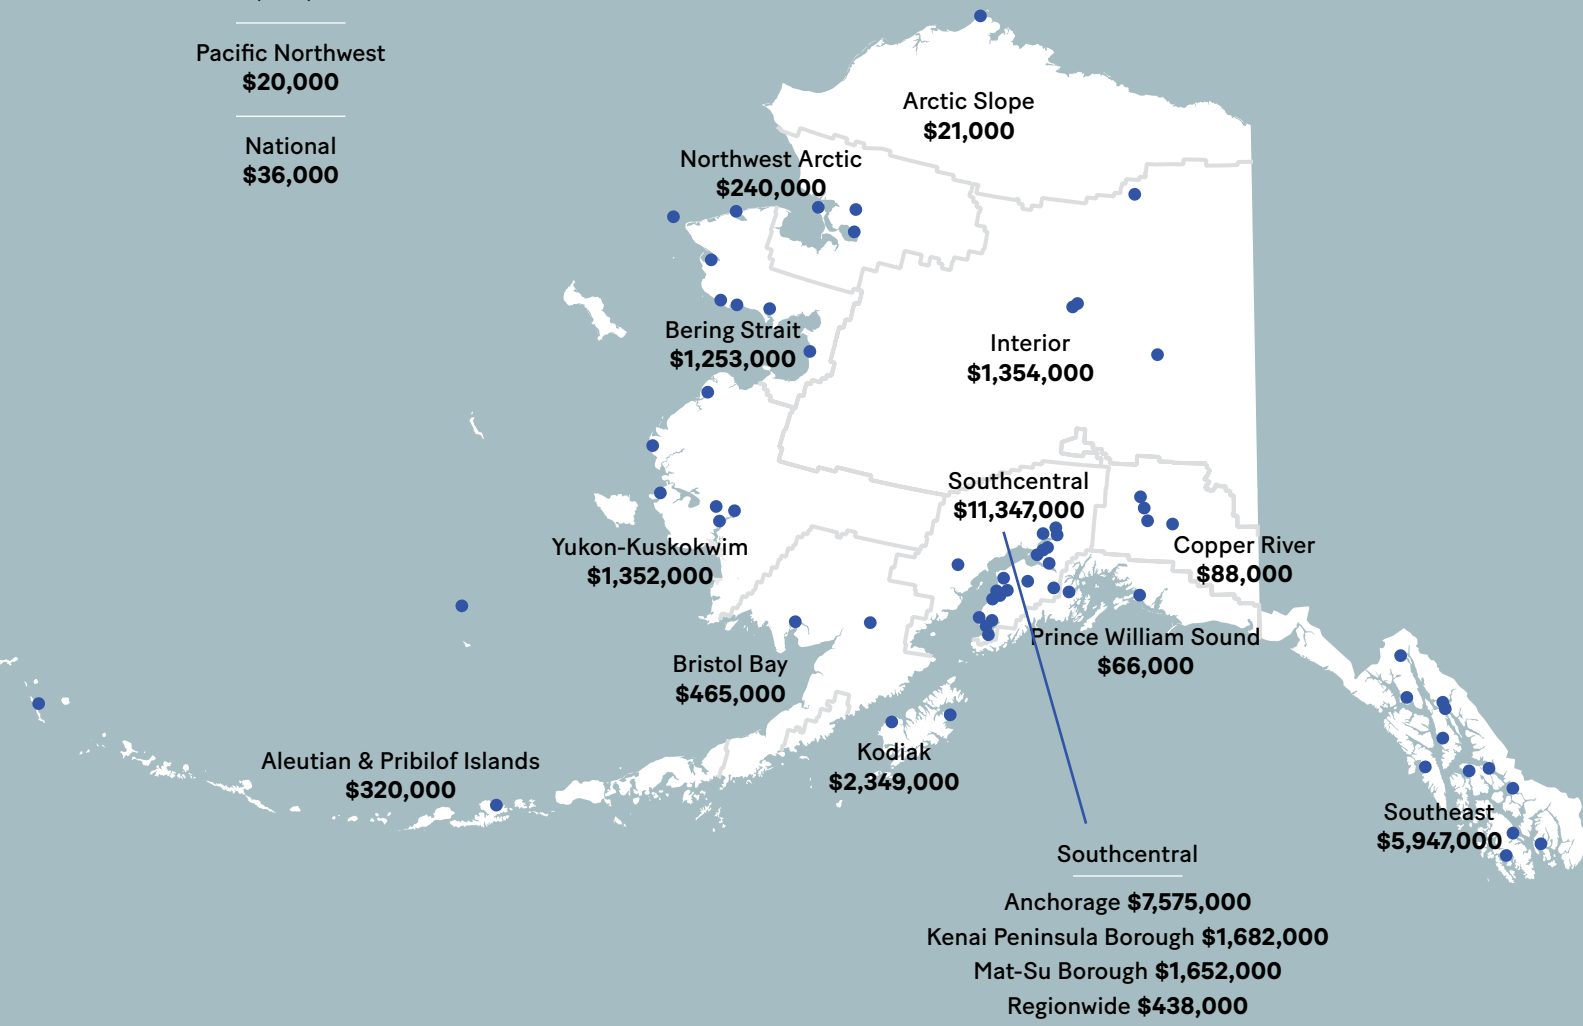 Pacific Northwest
$20,000
National
$36,000
Arctic Slope
$21,000
Northwest Arctic
$240,000
Bering Strait
$1,253,000
Interior
$1,354,000
Southcentral
$11,347,000
Yukon-Kuskokwim
$1,352,000
Copper River
$88,000
Prince William Sound
$66,000
Bristol Bay
$465,000
Aleutian & Pribilof Islands
$320,000
Kodiak
$2,349,000
Southeast
$5,947,000
Southcentral
Anchorage $7,575,000
Kenai Peninsula Borough $1,682,000
Mat-Su Borough $1,652,000
Regionwide $438,000